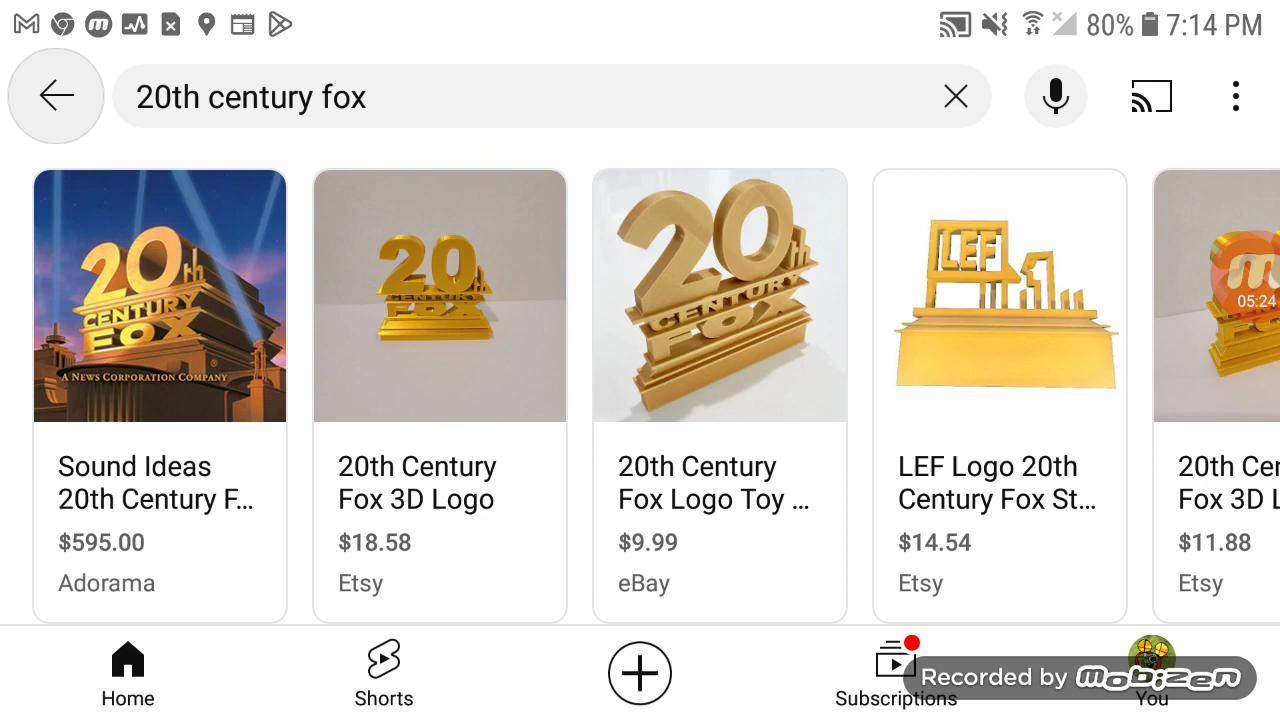 80% 7:14 PM
20th century fox
20th
CENTURY
FOX
A NEWS CORPORATION COMPANY
20th
CENTURY
FOX
20th
CENTURY
FOX
LEF
05:24
Sound Ideas
20th Century F...
$595.00
Adorama
20th Century
Fox 3D Logo
$18.58
Etsy
20th Century
Fox Logo Toy ...
$9.99
eBay
LEF Logo 20th
Century Fox St...
$14.54
Etsy
20th Cer
Fox 3D L
$11.88
Etsy
Home
Shorts
Subscriptions
You
Recorded by mobizen